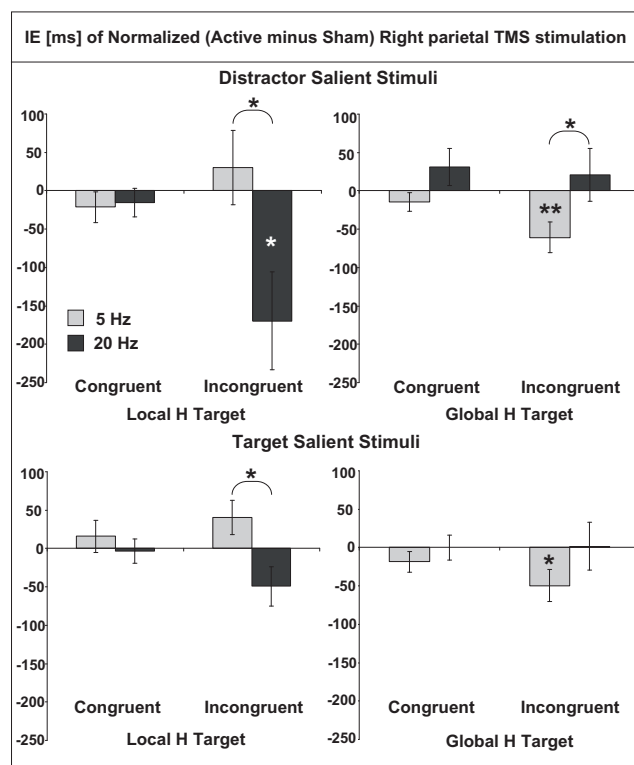 IE [ms] of Normalized (Active minus Sham) Right parietal TMS stimulation
Distractor Salient Stimuli
100
50
0
-50
-100
-150
-200
-250
*
*
5 Hz
20 Hz
Congruent Incongruent
Local H Target
100
50
0
-50
-100
-150
-200
-250
*
**
Congruent Incongruent
Global H Target
Target Salient Stimuli
100
50
0
-50
-100
-150
-200
-250
*
Congruent Incongruent
Local H Target
100
50
0
-50
-100
-150
-200
-250
*
Congruent Incongruent
Global H Target